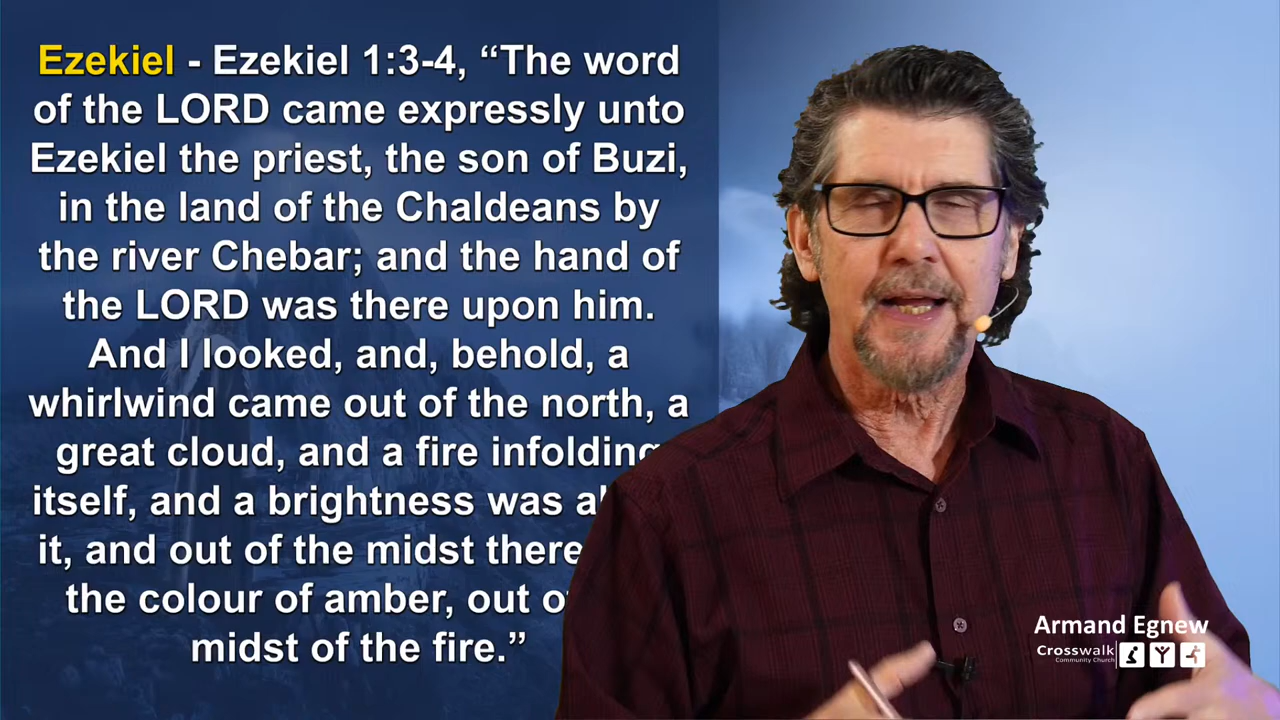 Ezekiel - Ezekiel 1:3-4, “The word
of the LORD came expressly unto
Ezekiel the priest, the son of Buzi,
in the land of the Chaldeans by
the river Chebar; and the hand of
the LORD was there upon him.
And I looked, and, behold, a
whirlwind came out of the north, a
great cloud, and a fire infolding
itself, and a brightness was
it, and out of the midst
the colour of amber, out
midst of the fire.”
Armand Egnew
Crosswalk
Community Church